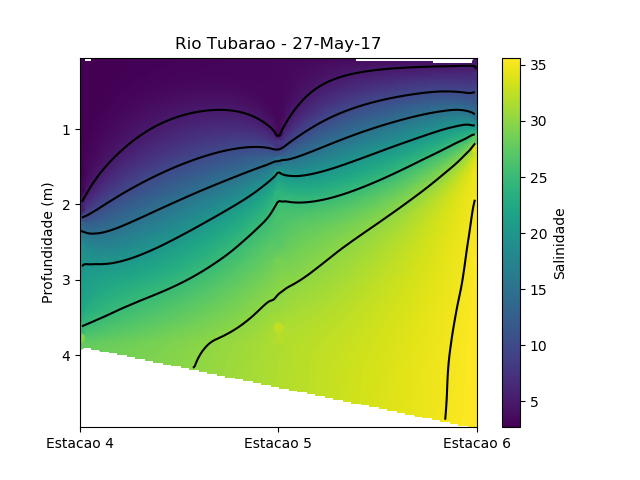 Rio Tubarao - 27-May-17
1
2
3
4
Profundidade (m)
Estacao 4
Estacao 5
Estacao 6
35
30
25
20
15
10
5
Salinidade